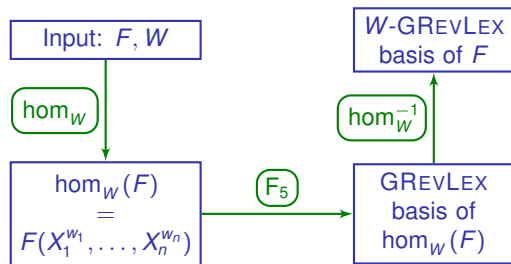 Input: F, W
W-GREVLEX
basis of F
hom_W
hom_W^{-1}
hom_W(F)
=
F(X_1^{w_1}, …, X_n^{w_n})
F_5
GREVLEX
basis of
hom_W(F)